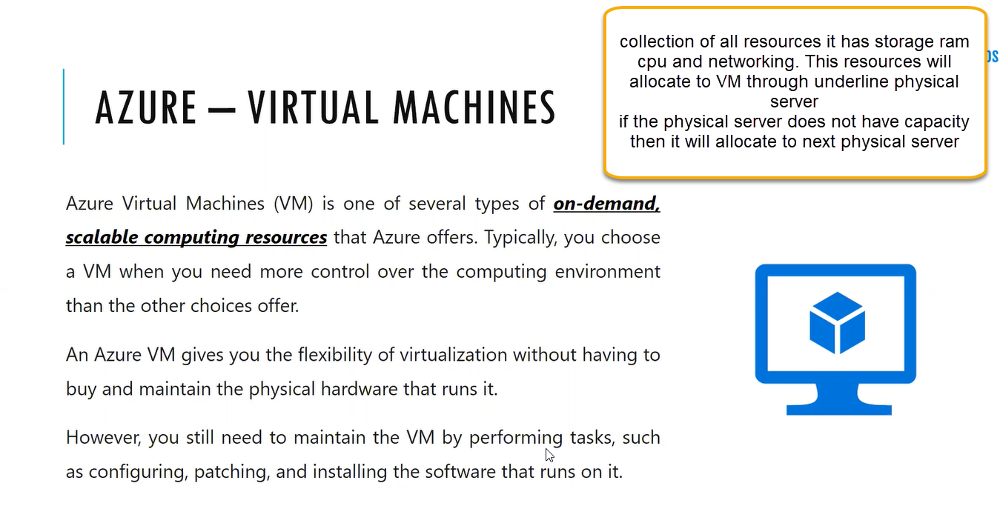 collection of all resources it has storage ram
cpu and networking. This resources will
allocate to VM through underline physical
server
if the physical server does not have capacity
then it will allocate to next physical server
AZURE – VIRTUAL MACHINES
Azure Virtual Machines (VM) is one of several types of on-demand,
scalable computing resources that Azure offers. Typically, you choose
a VM when you need more control over the computing environment
than the other choices offer.
An Azure VM gives you the flexibility of virtualization without having to
buy and maintain the physical hardware that runs it.
However, you still need to maintain the VM by performing tasks, such
as configuring, patching, and installing the software that runs on it.